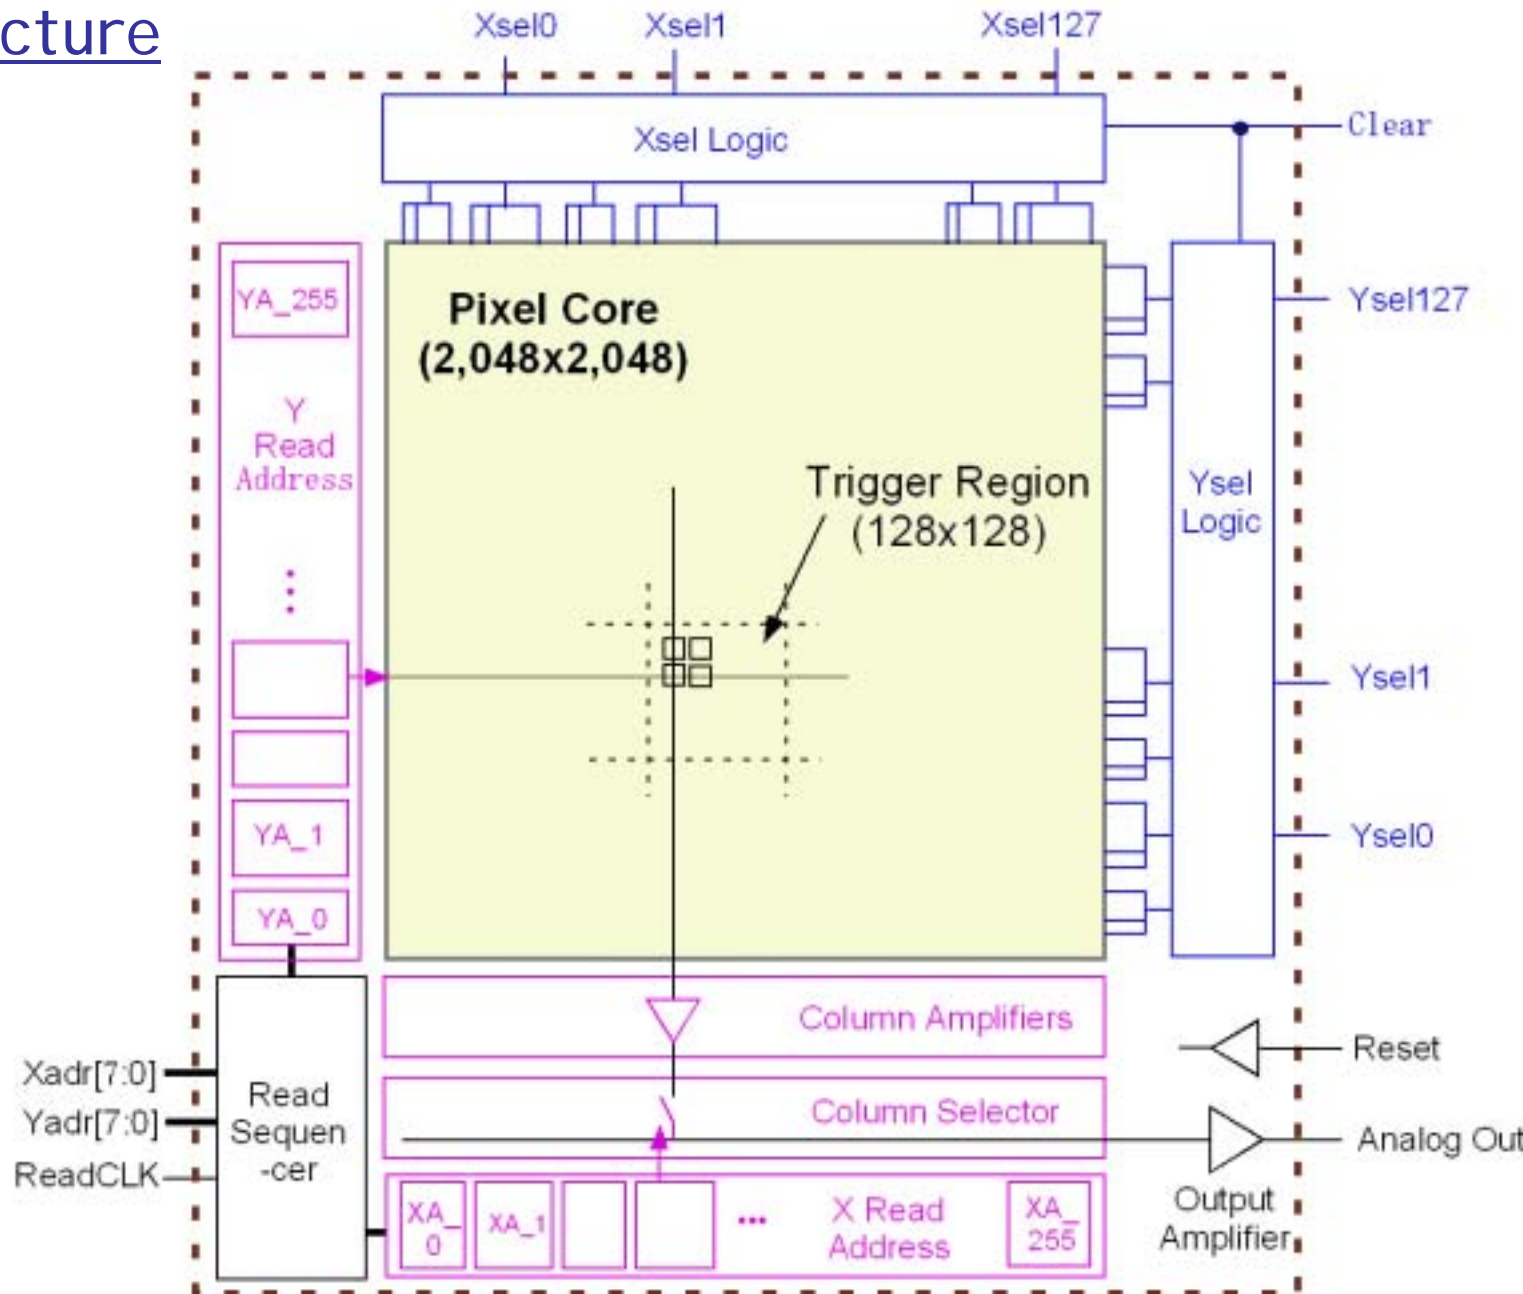 cture
Xsel0
Xsel1
Xsel127
Xsel Logic
Clear
YA_255
Y
Read
Address
YA_1
YA_0
Pixel Core
(2,048x2,048)
Trigger Region
(128x128)
Ysel127
Ysel
Logic
Ysel1
Ysel0
Column Amplifiers
Column Selector
Reset
Analog Out
Output
Amplifier
Xadr[7:0]
Yadr[7:0]
ReadCLK
Read
Sequen
-cer
XA_
0
XA_1
...
X Read
Address
XA_
255